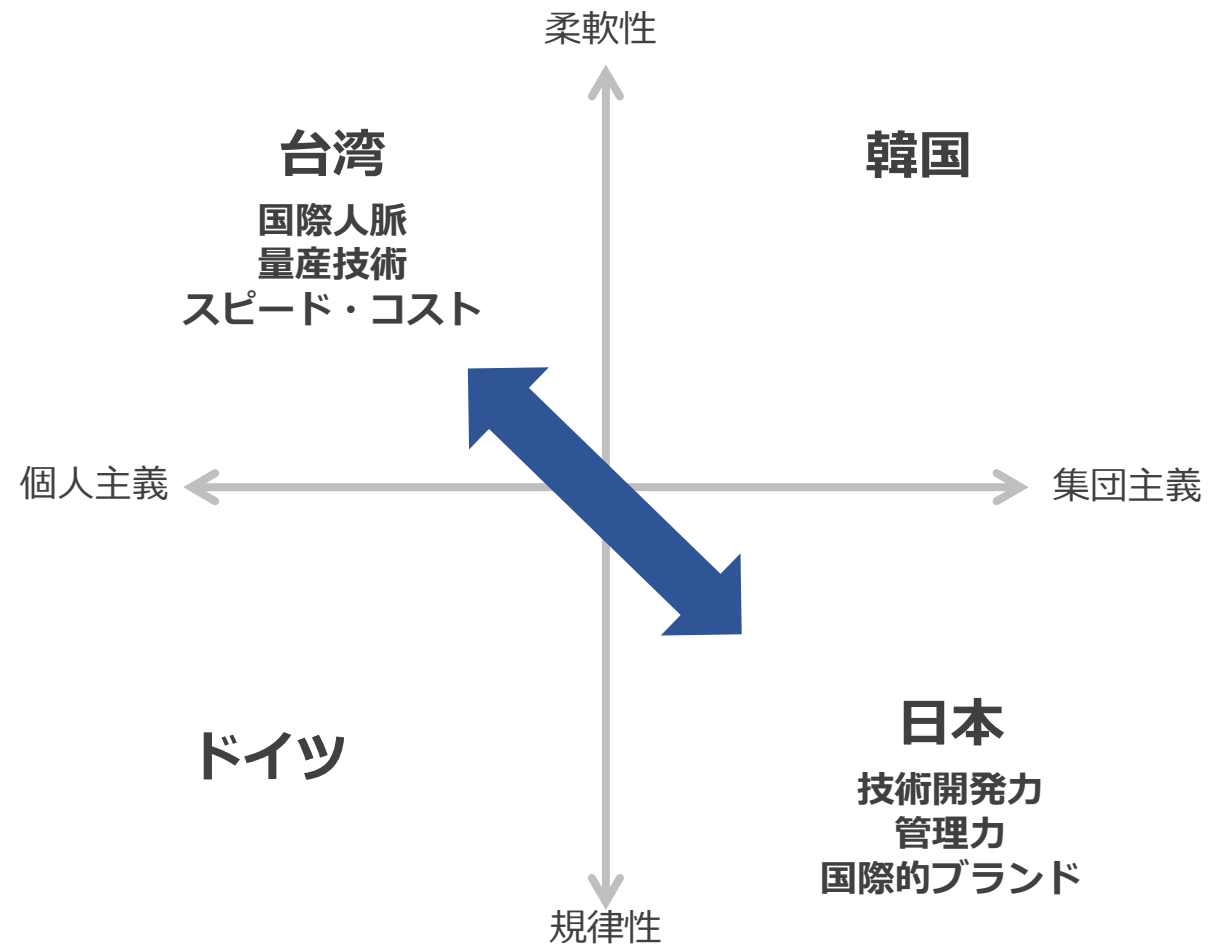 柔軟性
台湾
国際人脈
量産技術
スピード・コスト
韓国
個人主義
集団主義
ドイツ
日本
技術開発力
管理力
国際的ブランド
規律性